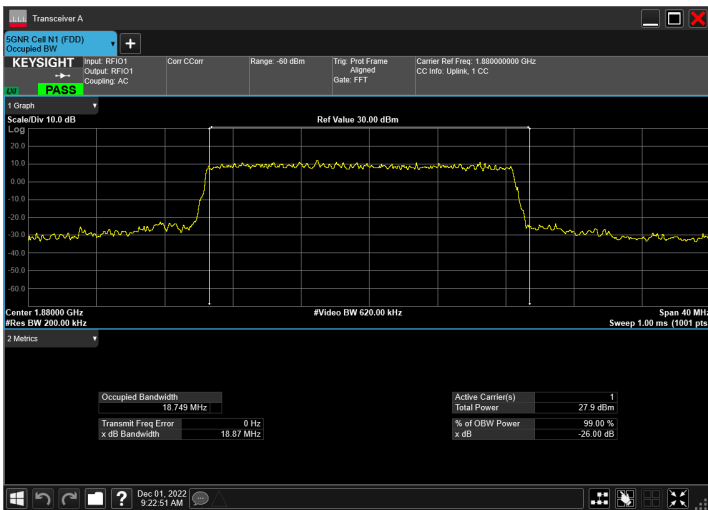 Transceiver A
5GNR Cell N1 (FDD)
Occupied BW
KEYSIGHT
Input: RFIO1
Output: RFIO1
Coupling: AC
Corr CCorr
Range: -60 dBm
Trig: Prot Frame
Aligned
Gate: FFT
Carrier Ref Freq: 1.880000000 GHz
CC Info: Uplink, 1 CC
LXI
PASS
1 Graph
Scale/Div 10.0 dB
Ref Value 30.00 dBm
Log
20.0
10.0
0.00
-10.0
-20.0
-30.0
-40.0
-50.0
-60.0
Center 1.88000 GHz
#Video BW 620.00 kHz
Span 40 MHz
#Res BW 200.00 kHz
Sweep 1.00 ms (1001 pts
2 Metrics
Occupied Bandwidth
18.749 MHz
Transmit Freq Error 0 Hz
x dB Bandwidth 18.87 MHz
Active Carrier(s) 1
Total Power 27.9 dBm
% of OBW Power 99.00 %
x dB -26.00 dB
?
Dec 01, 2022
9:22:51 AM